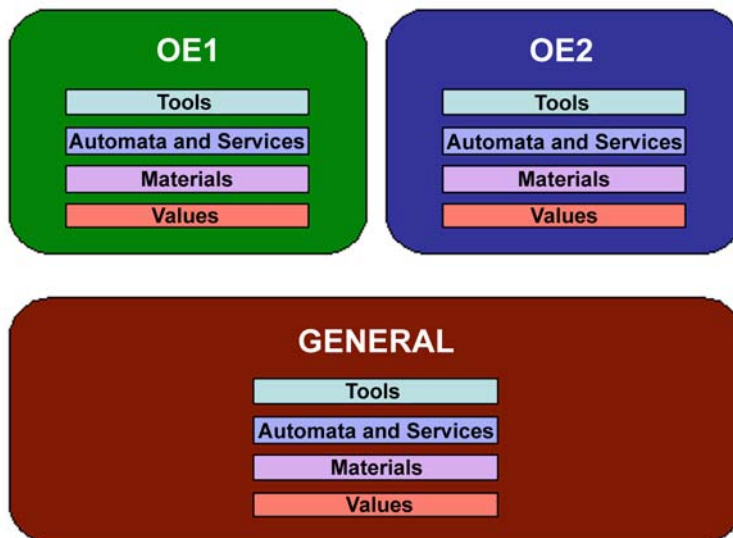 OE1
Tools
Automata and Services
Materials
Values
OE2
Tools
Automata and Services
Materials
Values
GENERAL
Tools
Automata and Services
Materials
Values